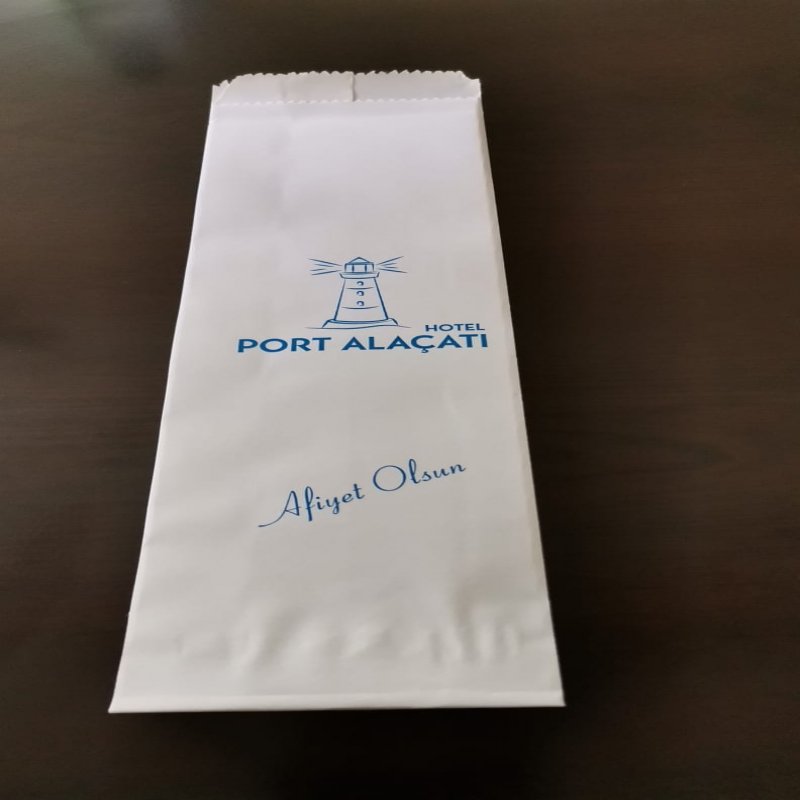 HOTEL
PORT ALAÇATI
Afiyet Olsun